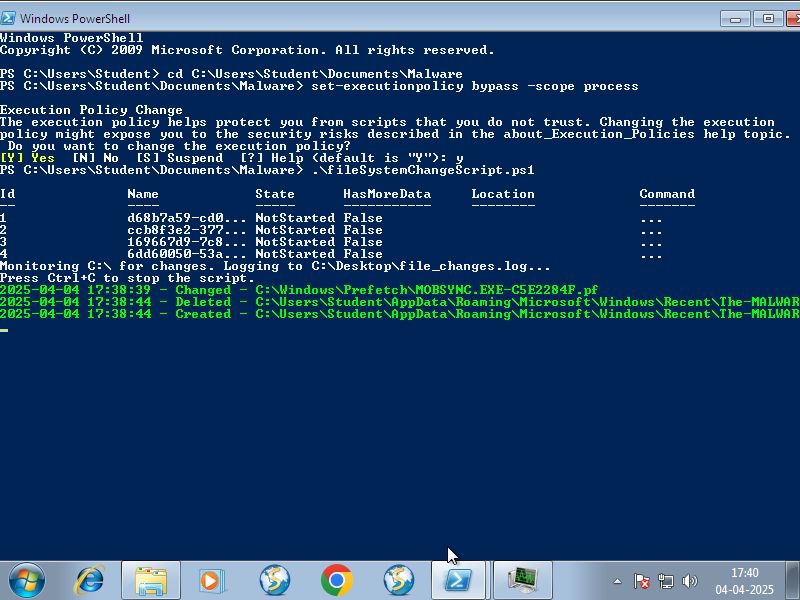 Windows PowerShell
Windows PowerShell
Copyright (C) 2009 Microsoft Corporation. All rights reserved.
PS C:\Users\Student> cd C:\Users\Student\Documents\Malware
PS C:\Users\Student\Documents\Malware> set-executionpolicy bypass -scope process
Execution Policy Change
The execution policy helps protect you from scripts that you do not trust. Changing the execution
policy might expose you to the security risks described in the about_Execution_Policies help topic.
Do you want to change the execution policy?
[Y] Yes  [N] No  [S] Suspend  [?] Help (default is "Y"): y
PS C:\Users\Student\Documents\Malware> .\fileSystemChangeScript.ps1
Id              Name            State      HasMoreData     Location             Command
--              ----            -----      -----------     --------             -------
1               d68b7a59-cd0... NotStarted False                                ...
2               ccb8f3e2-377... NotStarted False                                ...
3               169667d9-7c8... NotStarted False                                ...
4               6dd60050-53a... NotStarted False                                ...
Monitoring C:\ for changes. Logging to C:\Desktop\file_changes.log...
Press Ctrl+C to stop the script.
2025-04-04 17:38:39 - Changed - C:\Windows\Prefetch\MOBSYNC.EXE-C5E2284F.pf
2025-04-04 17:38:44 - Deleted - C:\Users\Student\AppData\Roaming\Microsoft\Windows\Recent\The-MALWAR
2025-04-04 17:38:44 - Created - C:\Users\Student\AppData\Roaming\Microsoft\Windows\Recent\The-MALWAR
17:40
04-04-2025